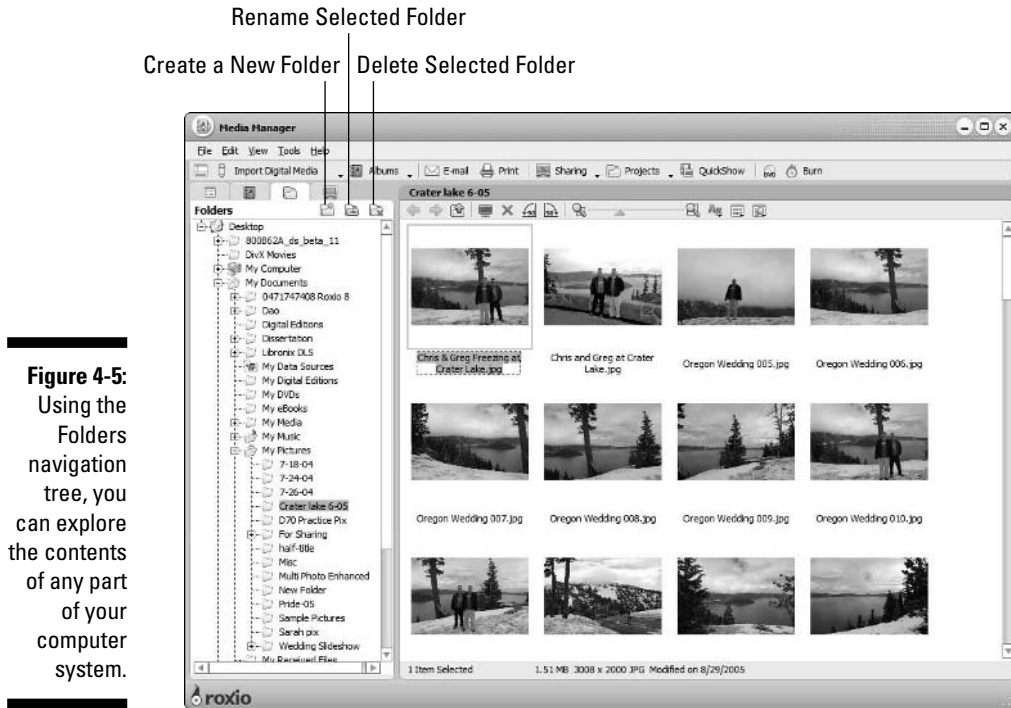 Rename Selected Folder
Create a New Folder
Delete Selected Folder
Media Manager
File Edit View Tools Help
Import Digital Media Albums E-mail Print Sharing Projects QuickShow Burn
Folders
Desktop
800B62A_ds_beta_11
DivX Movies
My Computer
My Documents
0471747408 Roxio 8
Dao
Digital Editions
Dissertation
Libronix DLS
My Data Sources
My Digital Editions
My DVDs
My eBooks
My Media
My Music
My Pictures
7-18-04
7-24-04
7-26-04
Crater lake 6-05
D70 Practice Pix
For Sharing
half-title
Misc
Multi Photo Enhanced
New Folder
Pride-05
Sample Pictures
Sarah pix
Wedding Slideshow
My Received Files
Crater lake 6-05
Chris & Greg Freezing at
Crater Lake.jpg
Chris and Greg at Crater
Lake.jpg
Oregon Wedding 005.jpg
Oregon Wedding 006.jpg
Oregon Wedding 007.jpg
Oregon Wedding 008.jpg
Oregon Wedding 009.jpg
Oregon Wedding 010.jpg
1 Item Selected
1.51 MB 3008 x 2000 JPG Modified on 8/29/2005
roxio
Figure 4-5:
Using the
Folders
navigation
tree, you
can explore
the contents
of any part
of your
computer
system.